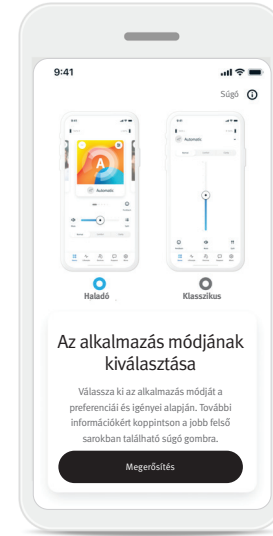 9:41
Súgó
Automatic
A
Automatic
Haladó
Klasszikus
Az alkalmazás módjának
kiválasztása
Válassza ki az alkalmazás módját a
preferenciái és igényei alapján. További
információkért koppintson a jobb felső
sarokban található súgó gombra.
Megerősítés